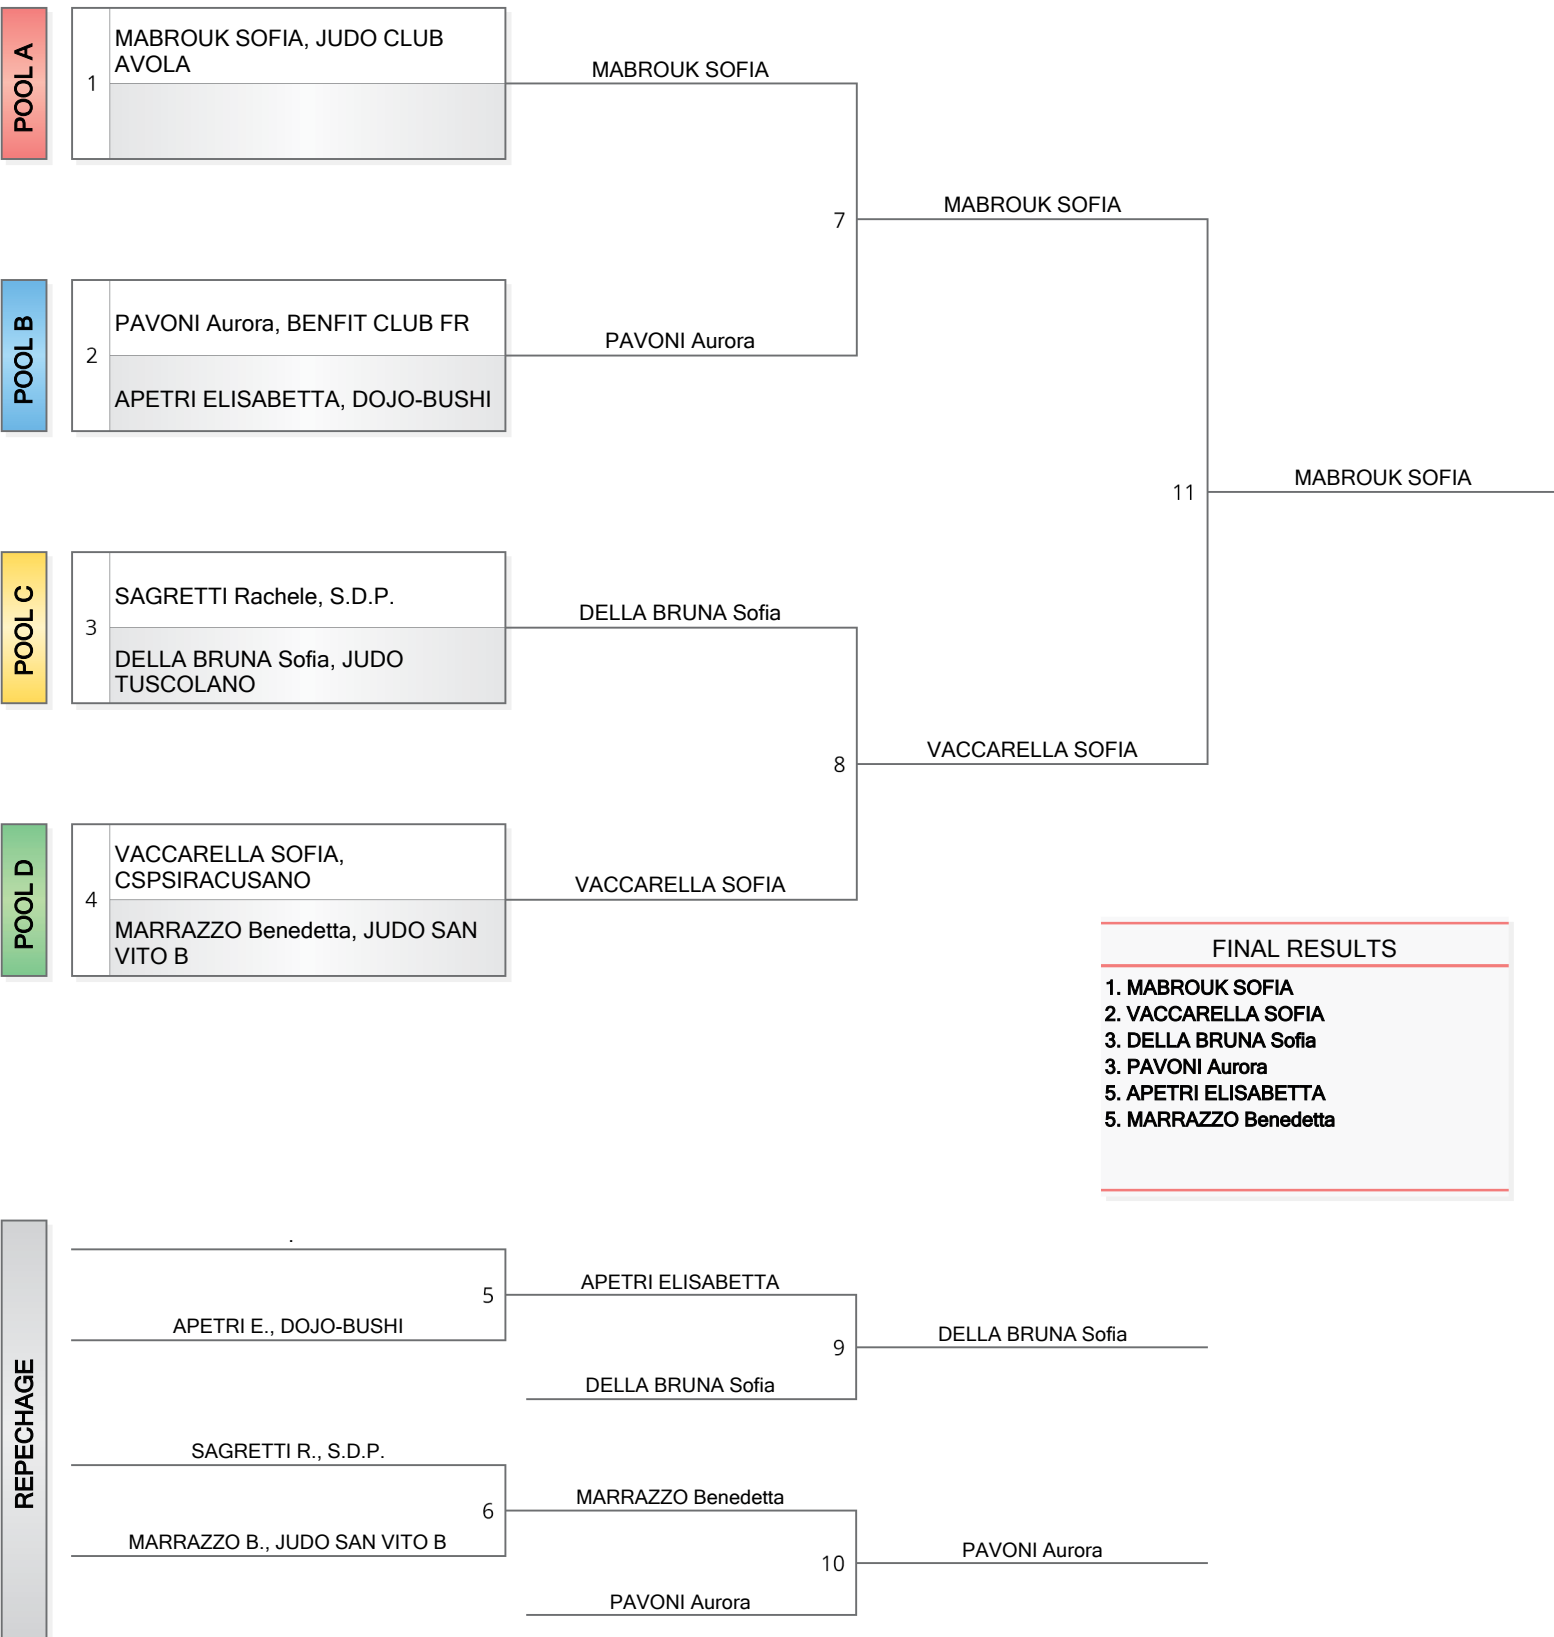 POOL A
1
MABROUK SOFIA, JUDO CLUB
AVOLA
MABROUK SOFIA
7
MABROUK SOFIA
POOL B
2
PAVONI Aurora, BENFIT CLUB FR
APETRI ELISABETTA, DOJO-BUSHI
PAVONI Aurora
11
MABROUK SOFIA
POOL C
3
SAGRETTI Rachele, S.D.P.
DELLA BRUNA Sofia, JUDO
TUSCOLANO
DELLA BRUNA Sofia
8
VACCARELLA SOFIA
POOL D
4
VACCARELLA SOFIA,
CSPSIRACUSANO
MARRAZZO Benedetta, JUDO SAN
VITO B
VACCARELLA SOFIA
FINAL RESULTS
1. MABROUK SOFIA
2. VACCARELLA SOFIA
3. DELLA BRUNA Sofia
3. PAVONI Aurora
5. APETRI ELISABETTA
5. MARRAZZO Benedetta
REPECHAGE
.
5
APETRI E., DOJO-BUSHI
APETRI ELISABETTA
9
DELLA BRUNA Sofia
DELLA BRUNA Sofia
SAGRETTI R., S.D.P.
6
MARRAZZO B., JUDO SAN VITO B
MARRAZZO Benedetta
10
PAVONI Aurora
PAVONI Aurora